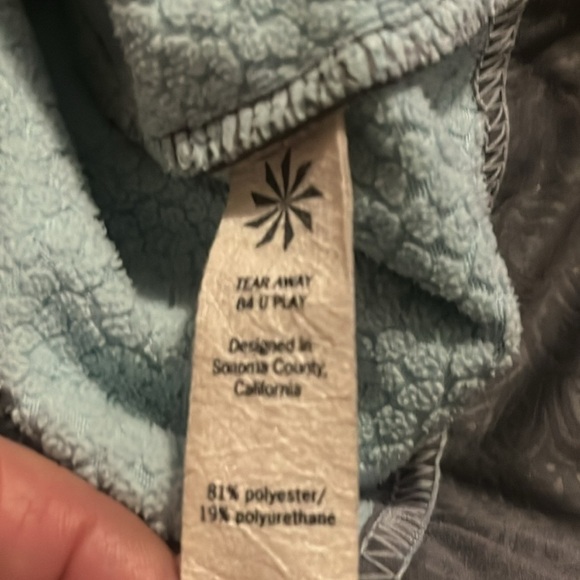 TEAR AWAY
B4 U PLAY
Designed in
Sonoma County,
California
81% polyester/
19% polyurethane